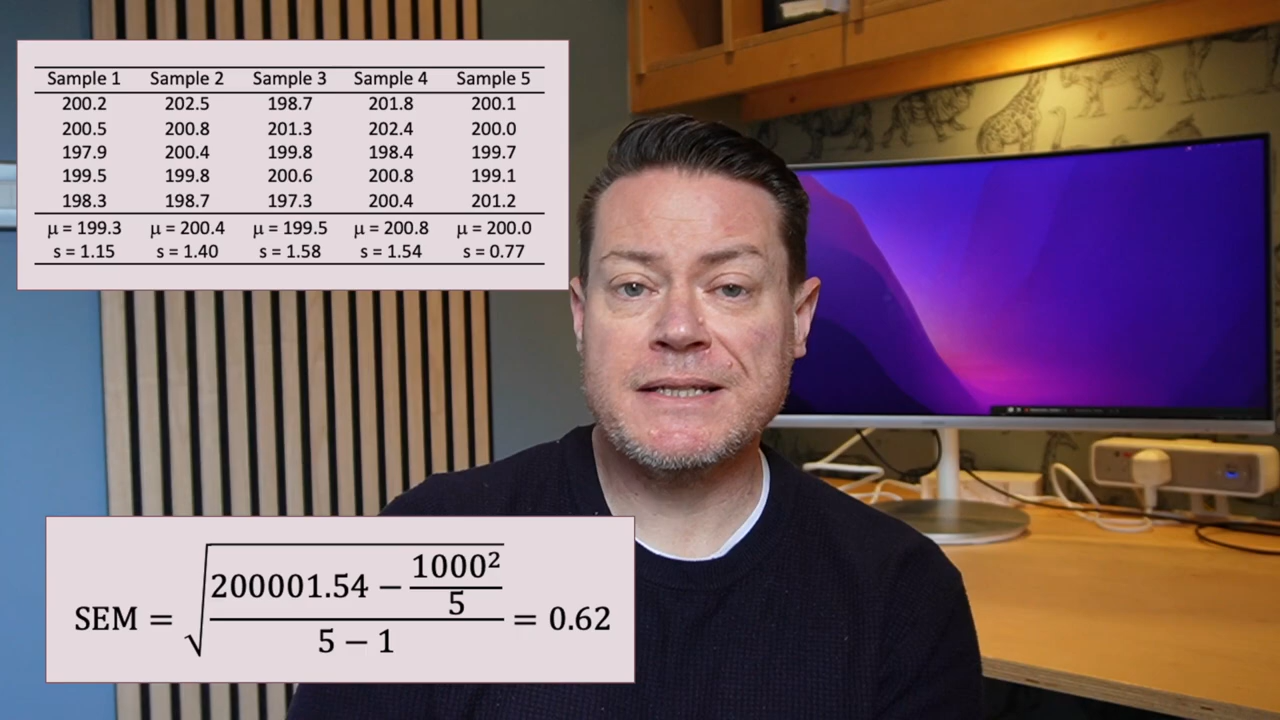 Sample 1 Sample 2 Sample 3 Sample 4 Sample 5
200.2 202.5 198.7 201.8 200.1
200.5 200.8 201.3 202.4 200.0
197.9 200.4 199.8 198.4 199.7
199.5 199.8 200.6 200.8 199.1
198.3 198.7 197.3 200.4 201.2
μ = 199.3 μ = 200.4 μ = 199.5 μ = 200.8 μ = 200.0
s = 1.15 s = 1.40 s = 1.58 s = 1.54 s = 0.77
SEM = √((200001.54 − 1000²/5)/(5 − 1)) = 0.62